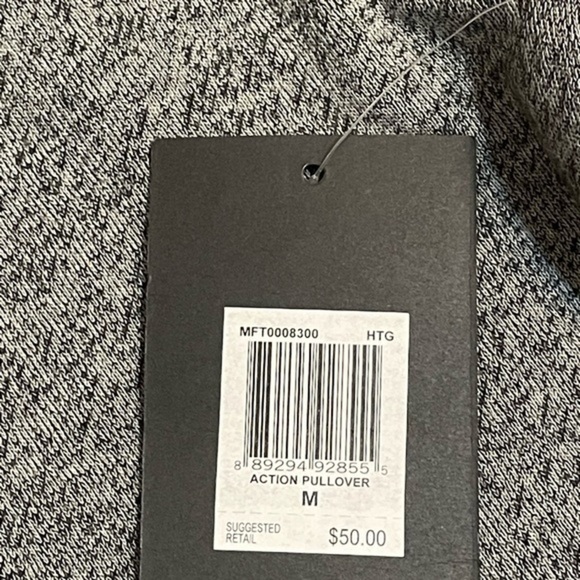 MFT0008300 HTG
8 89294 92855 5
ACTION PULLOVER
M
SUGGESTED
RETAIL $50.00